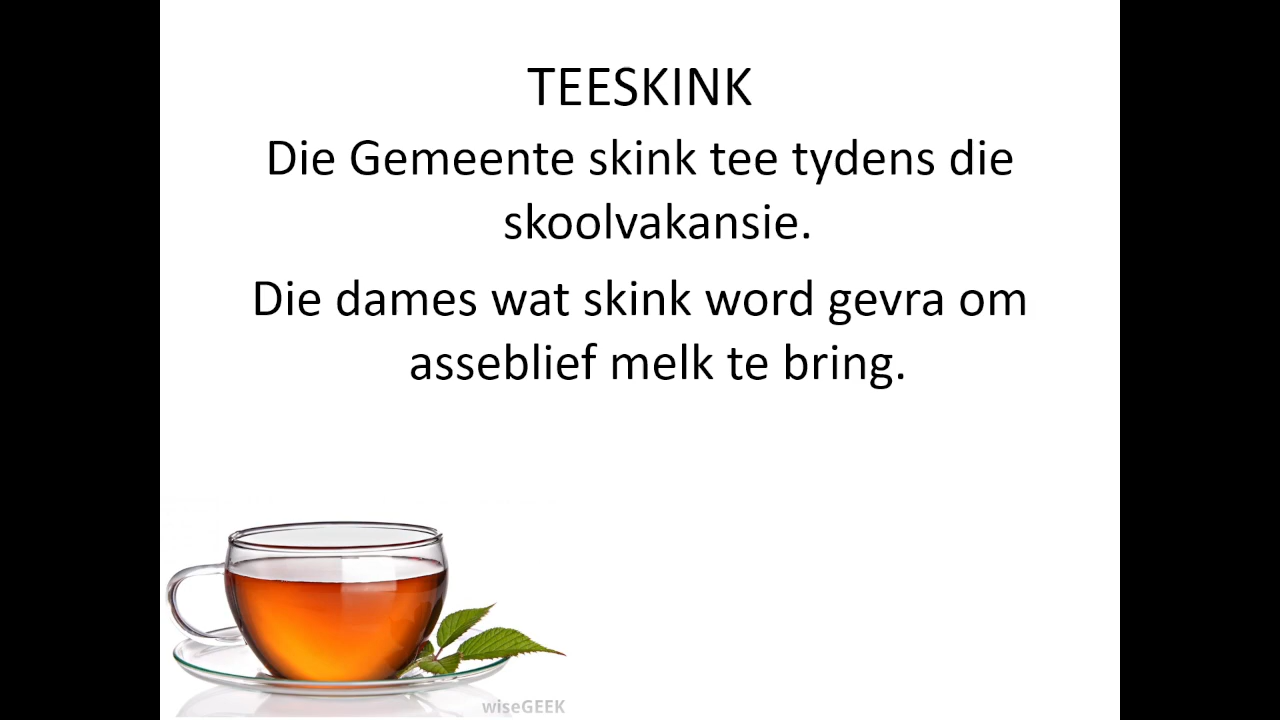 TEESKINK
Die Gemeente skink tee tydens die
skoolvakansie.
Die dames wat skink word gevra om
asseblief melk te bring.
wiseGEEK